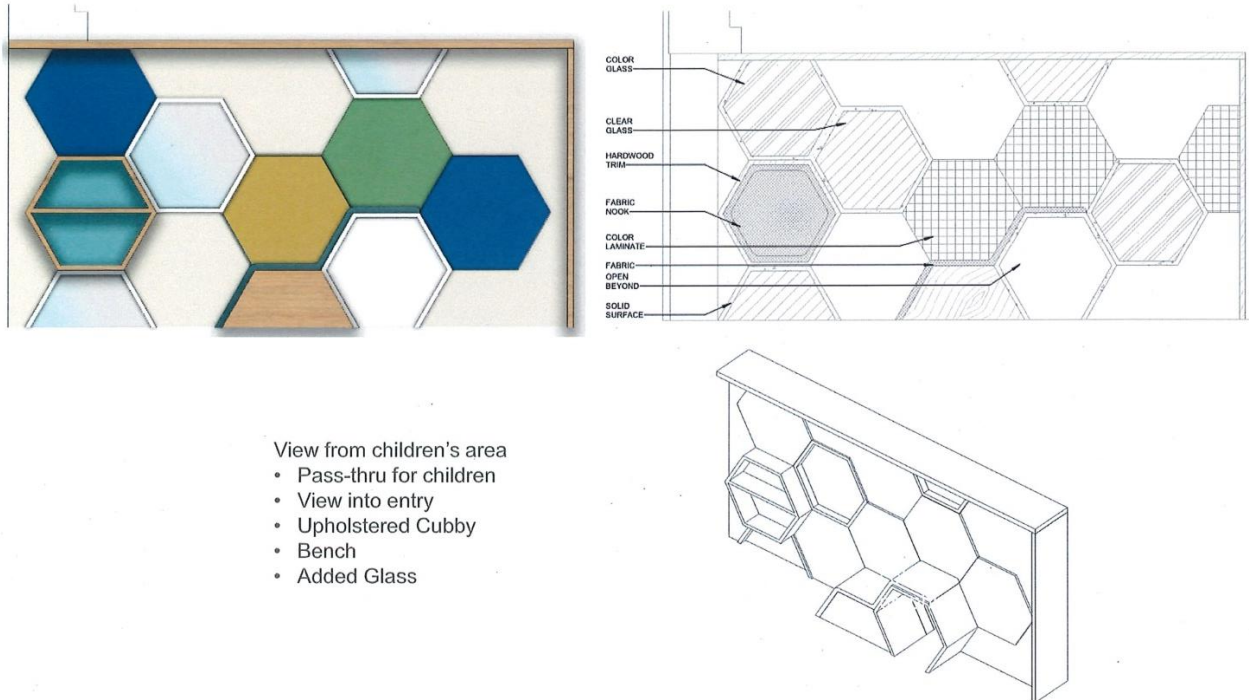 COLOR
GLASS
CLEAR
GLASS
HARDWOOD
TRIM
FABRIC
NOOK
COLOR
LAMINATE
FABRIC
OPEN
BEYOND
SOLID
SURFACE
View from children's area
• Pass-thru for children
• View into entry
• Upholstered Cubby
• Bench
• Added Glass